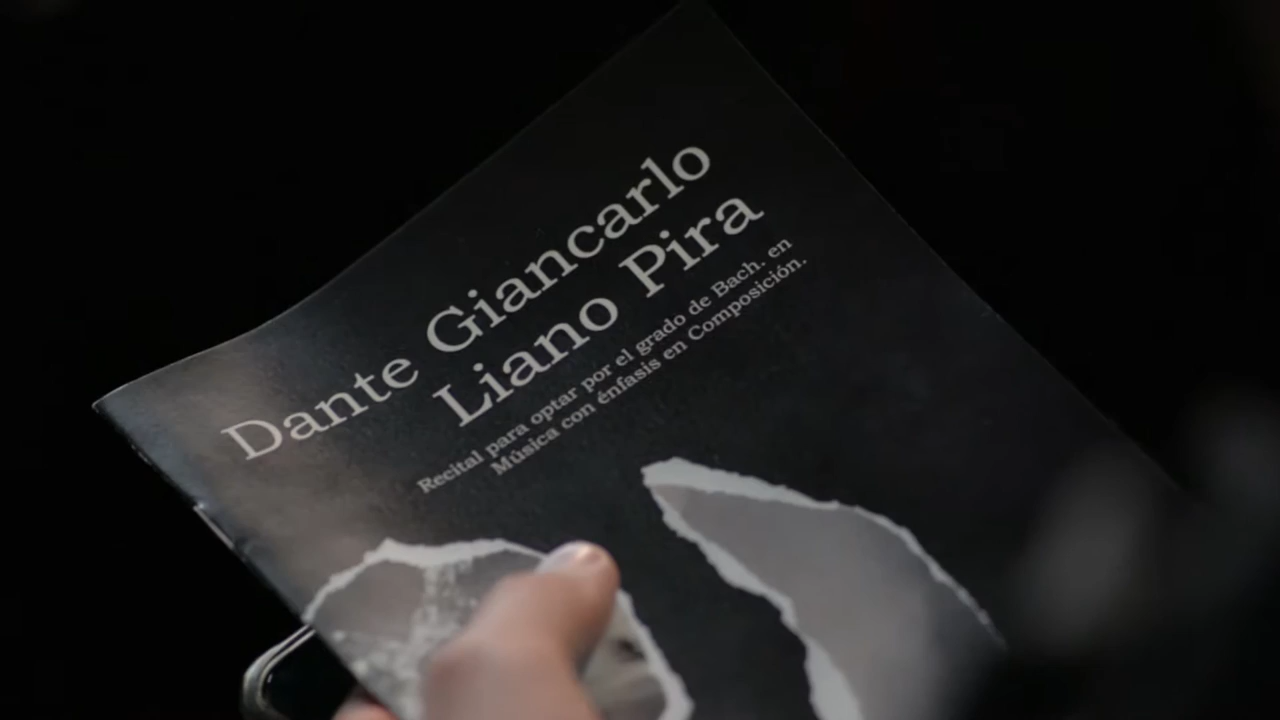 Dante Giancarlo
Liano Pira
Recital para optar por el grado de Bach. en
Música con énfasis en Composición.